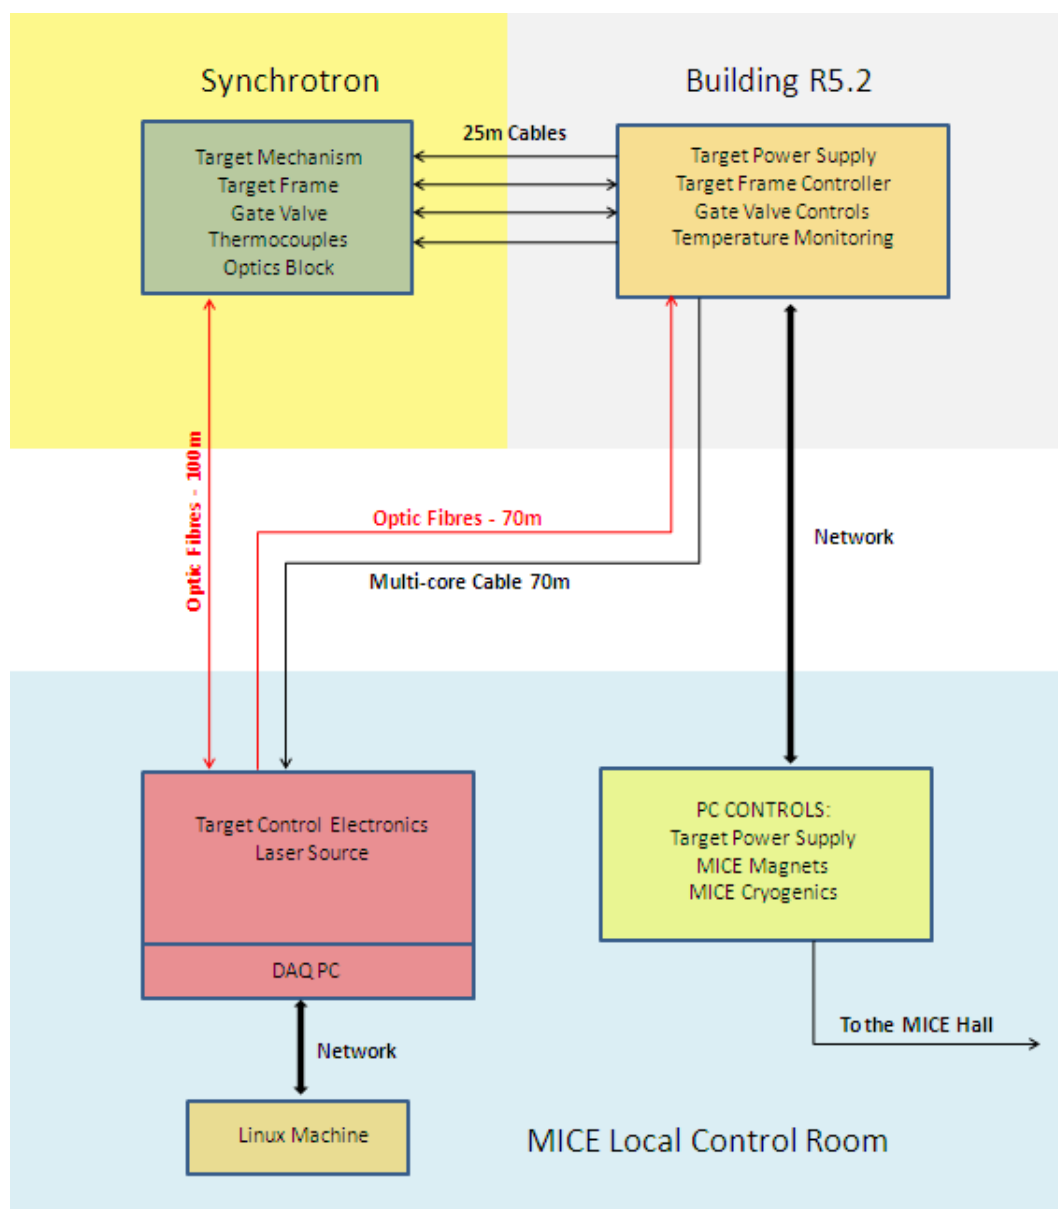 Synchrotron
Building R5.2
25m Cables
Target Mechanism
Target Frame
Gate Valve
Thermocouples
Optics Block
Target Power Supply
Target Frame Controller
Gate Valve Controls
Temperature Monitoring
Optic Fibres - 100m
Optic Fibres - 70m
Multi-core Cable 70m
Network
Target Control Electronics
Laser Source
DAQ PC
PC CONTROLS:
Target Power Supply
MICE Magnets
MICE Cryogenics
To the MICE Hall
Network
Linux Machine
MICE Local Control Room